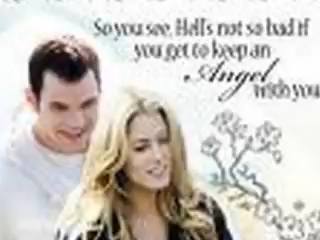 So you see, Hell's not so bad if
you get to keep an
Angel
with you